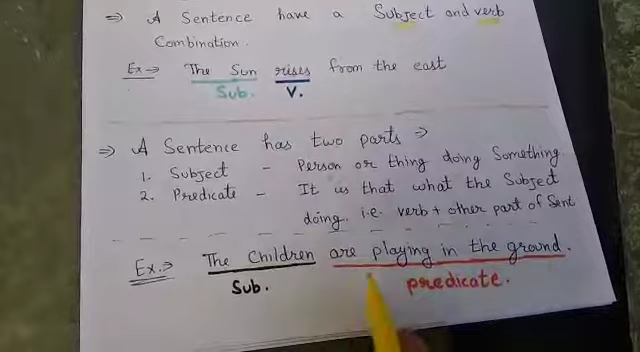 ⇒ A Sentence have a Subject and verb
Combination.
Ex→ The Sun rises from the east
Sub. V.
⇒ A Sentence has two parts ⇒
1. Subject - Person or thing doing Something.
2. Predicate - It is that what the Subject
doing. i.e. verb + other part of Sent
Ex.⇒ The Children are playing in the ground.
Sub. predicate.